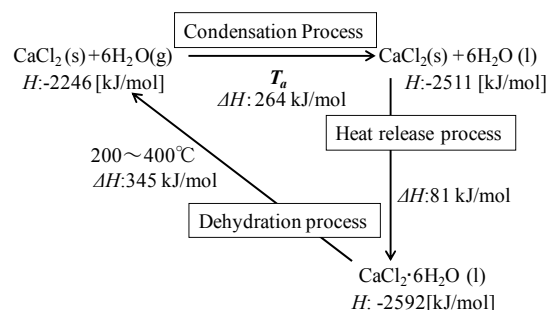 Condensation Process
CaCl₂ (s) +6H₂O(g)
H:-2246 [kJ/mol]
Tₐ
ΔH:264 kJ/mol
CaCl₂(s) +6H₂O (l)
H:-2511 [kJ/mol]
Heat release process
200～400℃
ΔH:345 kJ/mol
ΔH:81 kJ/mol
Dehydration process
CaCl₂·6H₂O (l)
H: -2592[kJ/mol]